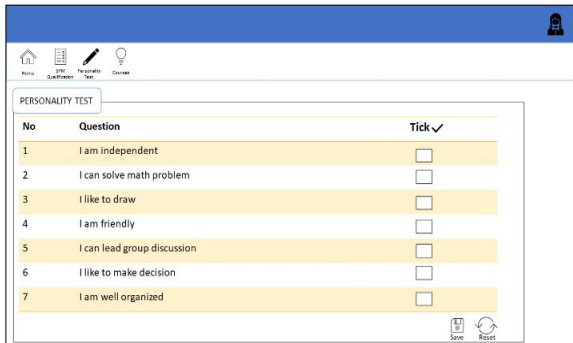 Home SPM Qualification Personality Test Courses
PERSONALITY TEST
No Question Tick
1 I am independent
2 I can solve math problem
3 I like to draw
4 I am friendly
5 I can lead group discussion
6 I like to make decision
7 I am well organized
Save Reset